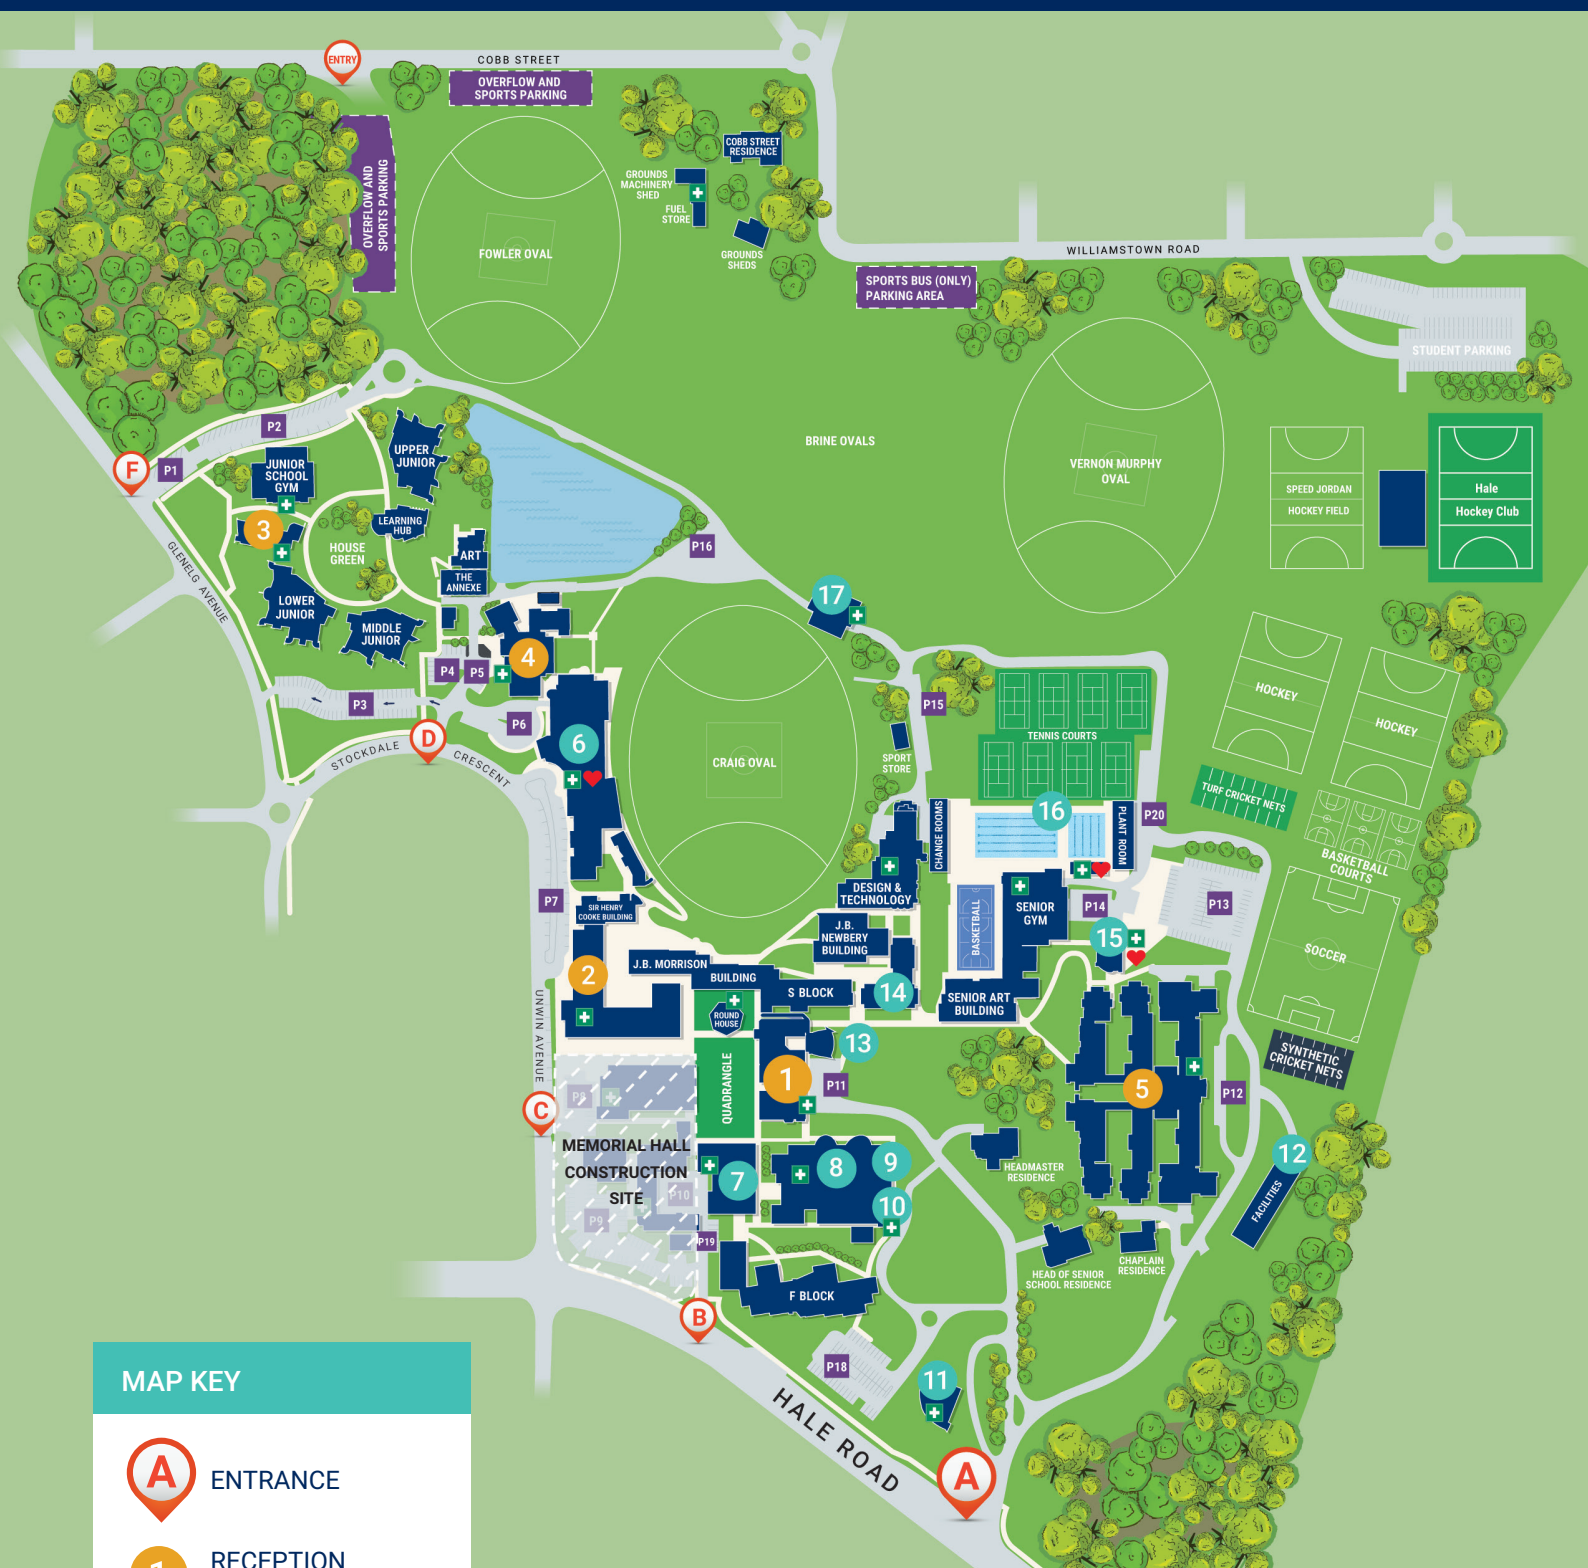 ENTRY
COBB STREET
OVERFLOW AND
SPORTS PARKING
OVERFLOW AND
SPORTS PARKING
COBB STREET
RESIDENCE
GROUNDS
MACHINERY
SHED
FUEL
STORE
GROUNDS
SHEDS
FOWLER OVAL
WILLIAMSTOWN ROAD
SPORTS BUS (ONLY)
PARKING AREA
STUDENT PARKING
BRINE OVALS
VERNON MURPHY
OVAL
SPEED JORDAN
HOCKEY FIELD
Hale
Hockey Club
P2
P1
F
JUNIOR
SCHOOL
GYM
UPPER
JUNIOR
3
LEARNING
HUB
HOUSE
GREEN
ART
THE
ANNEXE
LOWER
JUNIOR
MIDDLE
JUNIOR
GLENELG AVENUE
P16
17
4
P4
P5
P3
P6
D
STOCKDALE
CRESCENT
6
CRAIG OVAL
P15
SPORT
STORE
TENNIS COURTS
HOCKEY
HOCKEY
TURF CRICKET NETS
BASKETBALL
COURTS
16
CHANGE ROOMS
PLANT ROOM
P20
DESIGN &
TECHNOLOGY
P7
SIR HENRY
COOKE BUILDING
J.B.
NEWBERY
BUILDING
BASKETBALL
SENIOR
GYM
P14
P13
15
SOCCER
2
J.B. MORRISON
BUILDING
S BLOCK
14
SENIOR ART
BUILDING
ROUND
HOUSE
UNWIN AVENUE
13
SYNTHETIC
CRICKET NETS
QUADRANGLE
1
P11
5
P12
P8
C
MEMORIAL HALL
CONSTRUCTION
SITE
P10
P9
P19
7
8
9
10
HEADMASTER
RESIDENCE
12
FACILITIES
HEAD OF SENIOR
SCHOOL RESIDENCE
CHAPLAIN
RESIDENCE
F BLOCK
B
P18
11
HALE ROAD
A
MAP KEY
A
ENTRANCE
1
RECEPTION